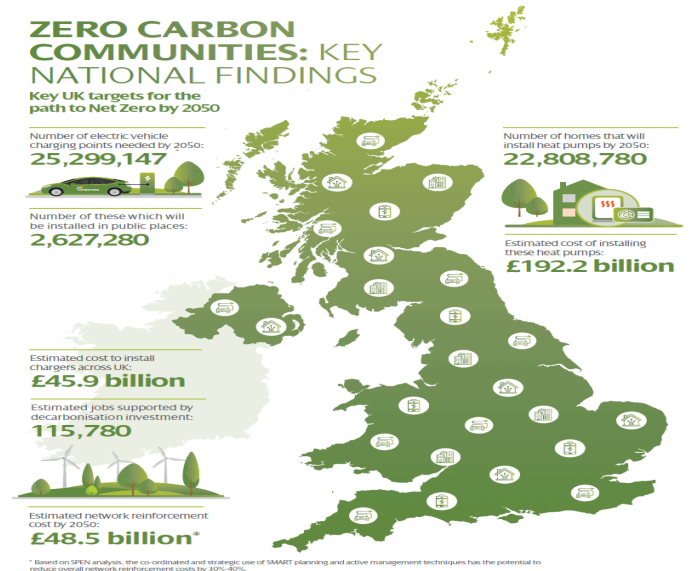 ZERO CARBON
COMMUNITIES: KEY
NATIONAL FINDINGS
Key UK targets for the
path to Net Zero by 2050
Number of electric vehicle
charging points needed by 2050:
25,299,147
Number of these which will
be installed in public places:
2,627,280
Number of homes that will
install heat pumps by 2050:
22,808,780
Estimated cost of installing
these heat pumps:
£192.2 billion
Estimated cost to install
chargers across UK:
£45.9 billion
Estimated jobs supported by
decarbonisation investment:
115,780
Estimated network reinforcement
cost by 2050:
£48.5 billion*
* Based on SPEN analysis, the co-ordinated and strategic use of SMART planning and active management techniques has the potential to
reduce overall network reinforcement costs by 30%-40%.